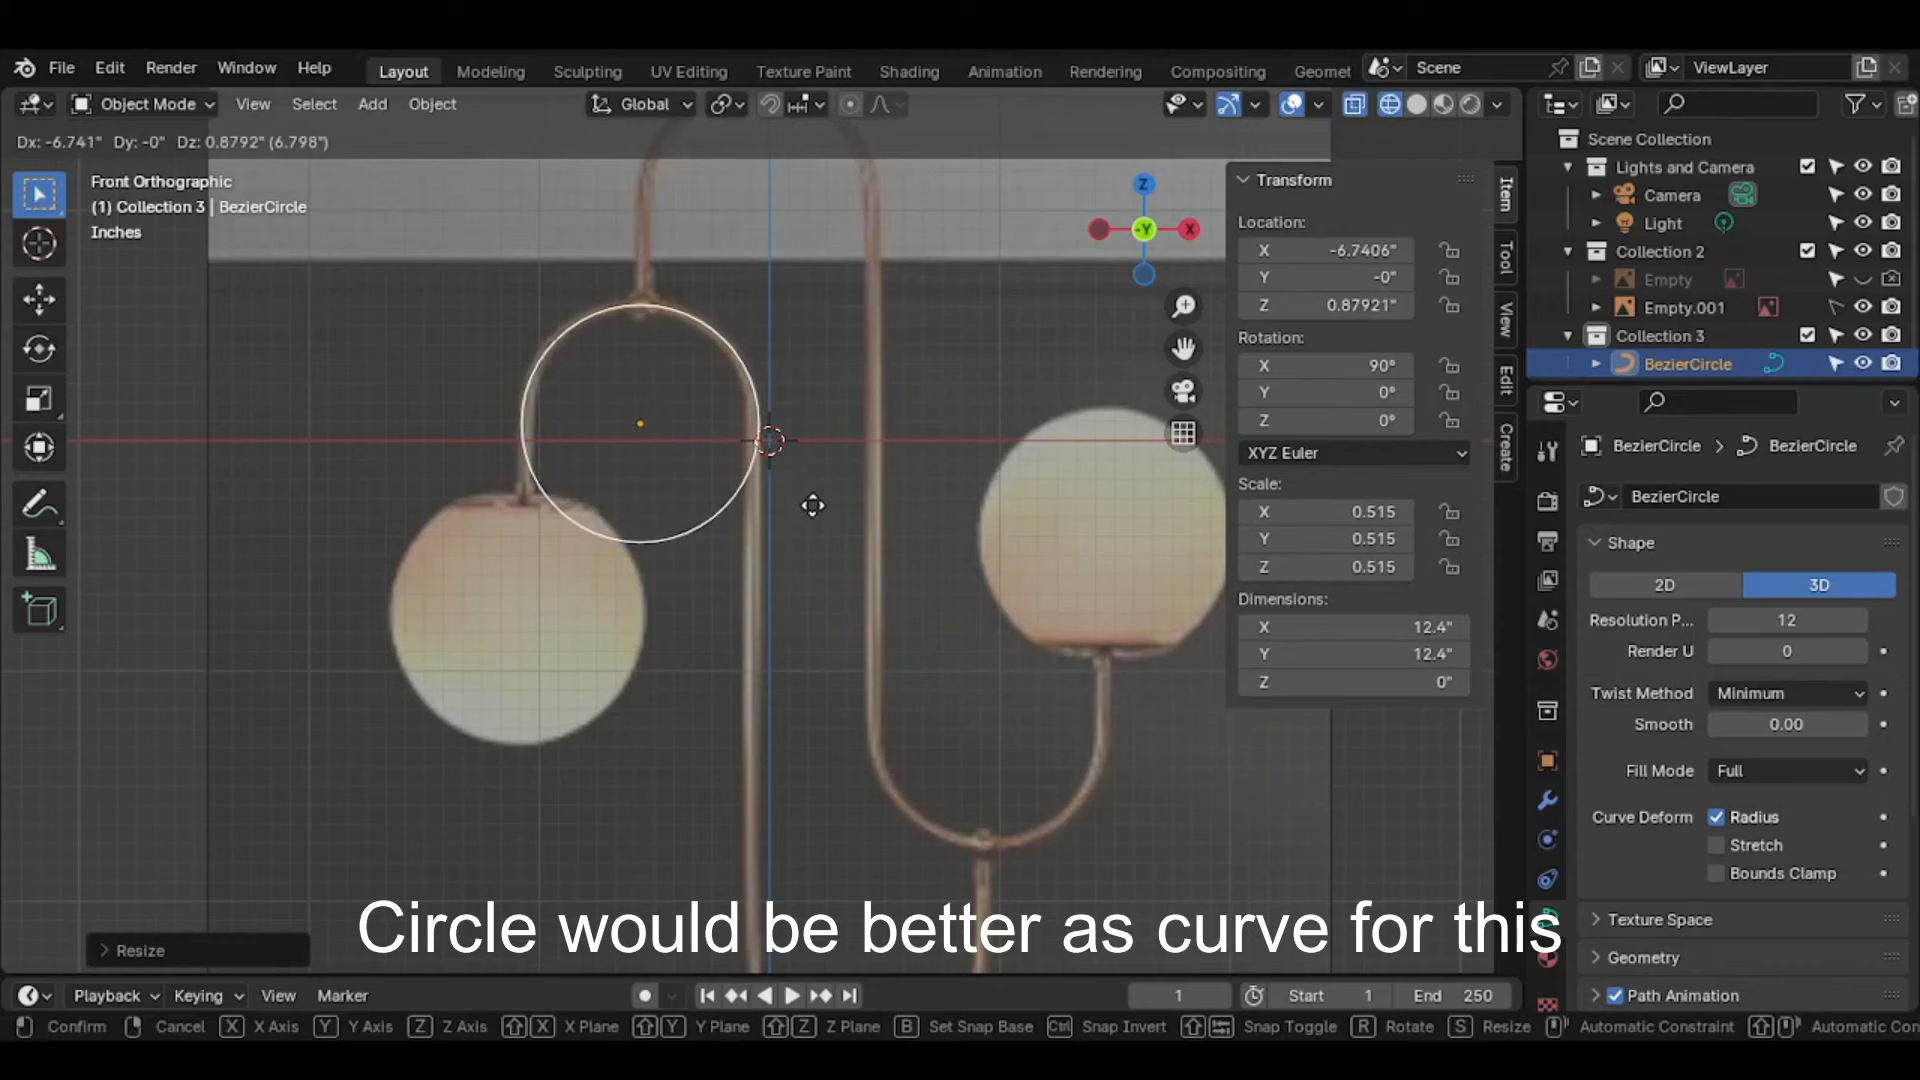 File Edit Render Window Help Layout Modeling Sculpting UV Editing Texture Paint Shading Animation Rendering Compositing Geomet Scene ViewLayer
Object Mode View Select Add Object Global
Dx: -6.741" Dy: -0" Dz: 0.8792" (6.798")
Front Orthographic
(1) Collection 3 | BezierCircle
Inches
Z
-Y
X
Transform
Location:
X -6.7406"
Y -0"
Z 0.87921"
Rotation:
X 90°
Y 0°
Z 0°
XYZ Euler
Scale:
X 0.515
Y 0.515
Z 0.515
Dimensions:
X 12.4"
Y 12.4"
Z 0"
Item
Tool
View
Edit
Create
Scene Collection
Lights and Camera
Camera
Light
Collection 2
Empty
Empty.001
Collection 3
BezierCircle
BezierCircle BezierCircle
BezierCircle
Shape
2D 3D
Resolution P... 12
Render U 0
Twist Method Minimum
Smooth 0.00
Fill Mode Full
Curve Deform Radius
Stretch
Bounds Clamp
Texture Space
Geometry
Path Animation
Resize
Circle would be better as curve for this
Playback Keying View Marker 1 Start 1 End 250
Confirm Cancel X X Axis Y Y Axis Z Z Axis X X Plane Y Y Plane Z Z Plane B Set Snap Base Ctrl Snap Invert Snap Toggle R Rotate S Resize Automatic Constraint Automatic Con